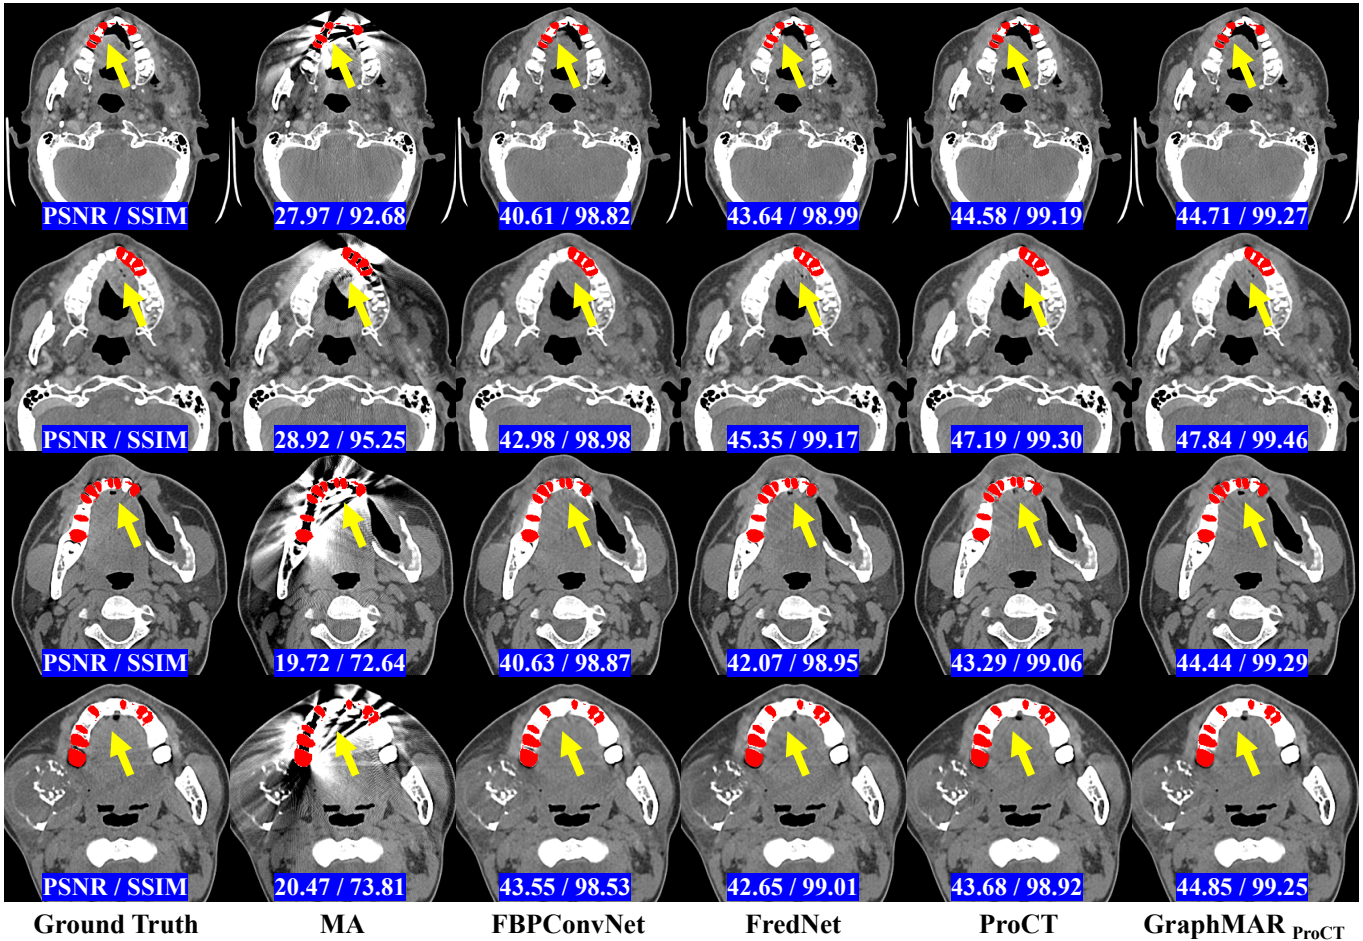 PSNR / SSIM 27.97 / 92.68 40.61 / 98.82 43.64 / 98.99 44.58 / 99.19 44.71 / 99.27
PSNR / SSIM 28.92 / 95.25 42.98 / 98.98 45.35 / 99.17 47.19 / 99.30 47.84 / 99.46
PSNR / SSIM 19.72 / 72.64 40.63 / 98.87 42.07 / 98.95 43.29 / 99.06 44.44 / 99.29
PSNR / SSIM 20.47 / 73.81 43.55 / 98.53 42.65 / 99.01 43.68 / 98.92 44.85 / 99.25
Ground Truth MA FBPConvNet FredNet ProCT GraphMAR ProCT